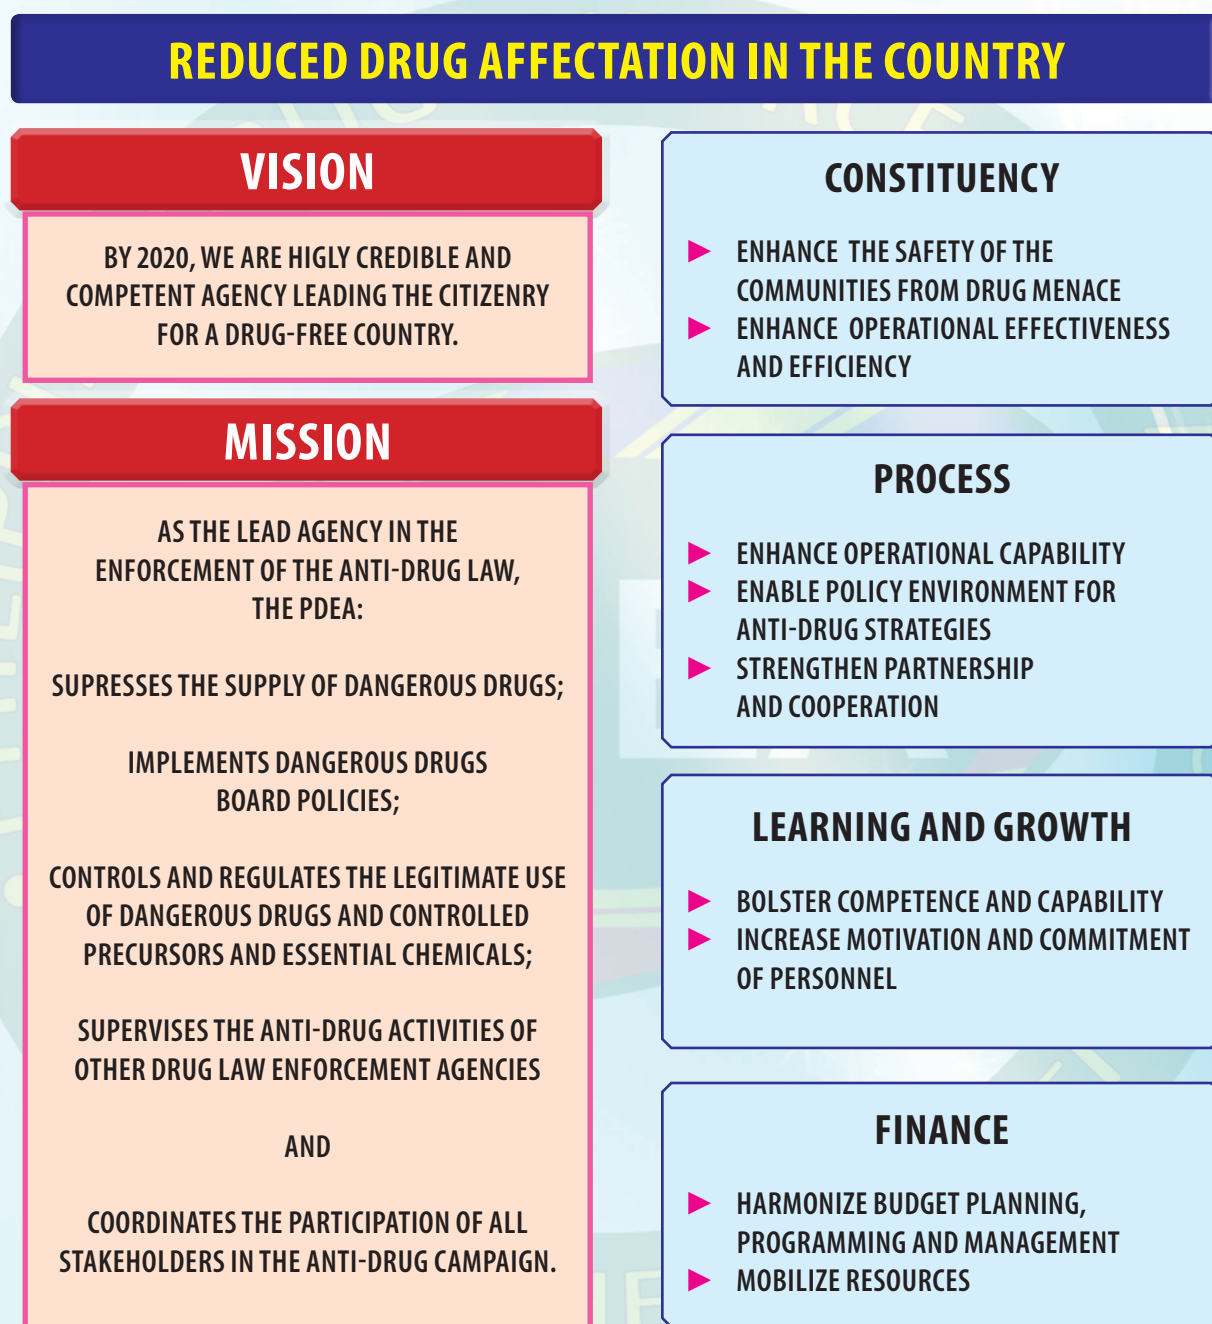 REDUCED DRUG AFFECTATION IN THE COUNTRY
VISION
BY 2020, WE ARE HIGLY CREDIBLE AND
COMPETENT AGENCY LEADING THE CITIZENRY
FOR A DRUG-FREE COUNTRY.
MISSION
AS THE LEAD AGENCY IN THE
ENFORCEMENT OF THE ANTI-DRUG LAW,
THE PDEA:
SUPRESSES THE SUPPLY OF DANGEROUS DRUGS;
IMPLEMENTS DANGEROUS DRUGS
BOARD POLICIES;
CONTROLS AND REGULATES THE LEGITIMATE USE
OF DANGEROUS DRUGS AND CONTROLLED
PRECURSORS AND ESSENTIAL CHEMICALS;
SUPERVISES THE ANTI-DRUG ACTIVITIES OF
OTHER DRUG LAW ENFORCEMENT AGENCIES
AND
COORDINATES THE PARTICIPATION OF ALL
STAKEHOLDERS IN THE ANTI-DRUG CAMPAIGN.
CONSTITUENCY
ENHANCE THE SAFETY OF THE
COMMUNITIES FROM DRUG MENACE
ENHANCE OPERATIONAL EFFECTIVENESS
AND EFFICIENCY
PROCESS
ENHANCE OPERATIONAL CAPABILITY
ENABLE POLICY ENVIRONMENT FOR
ANTI-DRUG STRATEGIES
STRENGTHEN PARTNERSHIP
AND COOPERATION
LEARNING AND GROWTH
BOLSTER COMPETENCE AND CAPABILITY
INCREASE MOTIVATION AND COMMITMENT
OF PERSONNEL
FINANCE
HARMONIZE BUDGET PLANNING,
PROGRAMMING AND MANAGEMENT
MOBILIZE RESOURCES